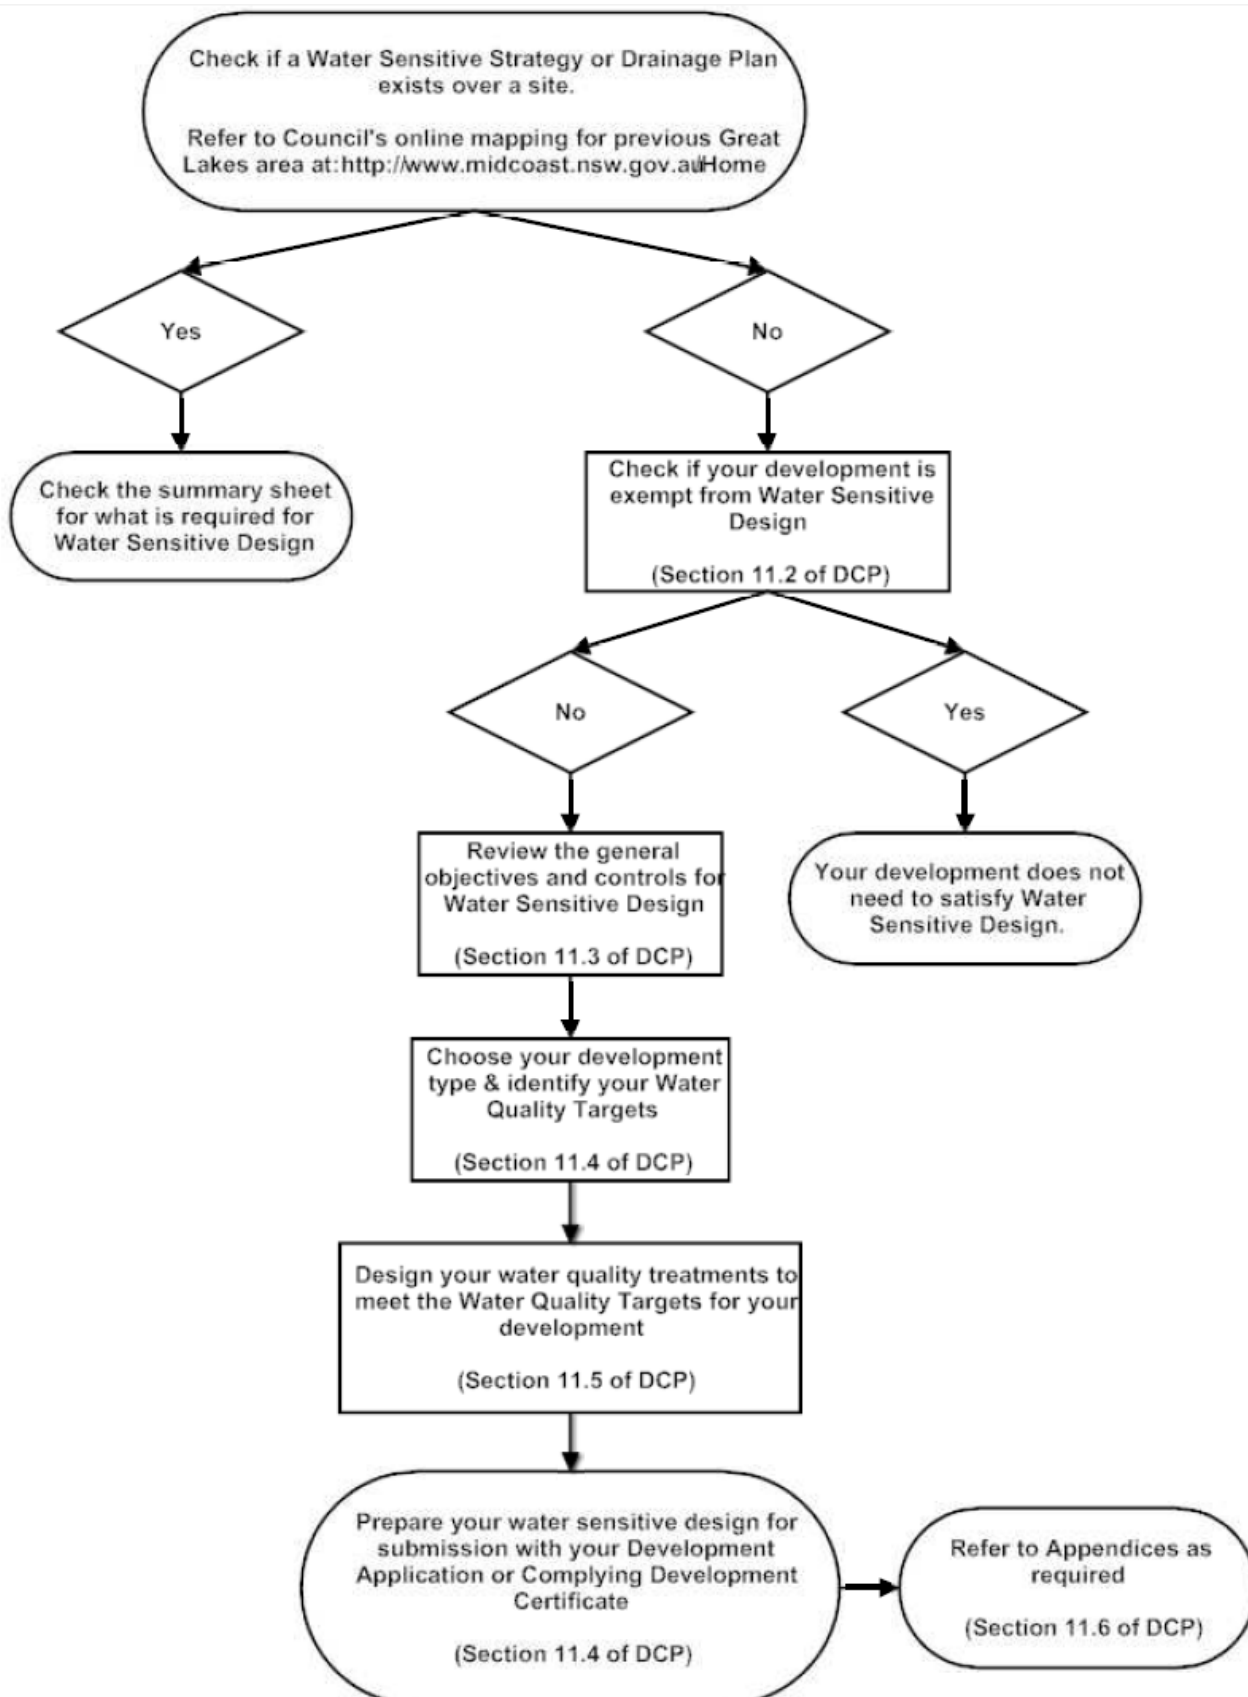 Check if a Water Sensitive Strategy or Drainage Plan
exists over a site.
Refer to Council's online mapping for previous Great
Lakes area at:http://www.midcoast.nsw.gov.au/Home
Yes
No
Check the summary sheet
for what is required for
Water Sensitive Design
Check if your development is
exempt from Water Sensitive
Design
(Section 11.2 of DCP)
No
Yes
Review the general
objectives and controls for
Water Sensitive Design
(Section 11.3 of DCP)
Your development does not
need to satisfy Water
Sensitive Design.
Choose your development
type & identify your Water
Quality Targets
(Section 11.4 of DCP)
Design your water quality treatments to
meet the Water Quality Targets for your
development
(Section 11.5 of DCP)
Prepare your water sensitive design for
submission with your Development
Application or Complying Development
Certificate
(Section 11.4 of DCP)
Refer to Appendices as
required
(Section 11.6 of DCP)